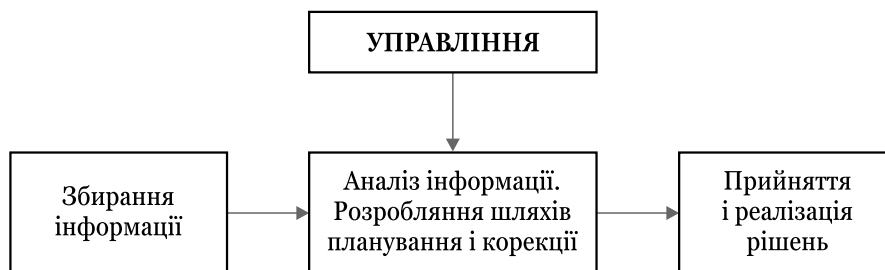 УПРАВЛІННЯ
Збирання
інформації
Аналіз інформації.
Розробляння шляхів
планування і корекції
Прийняття
і реалізація
рішень